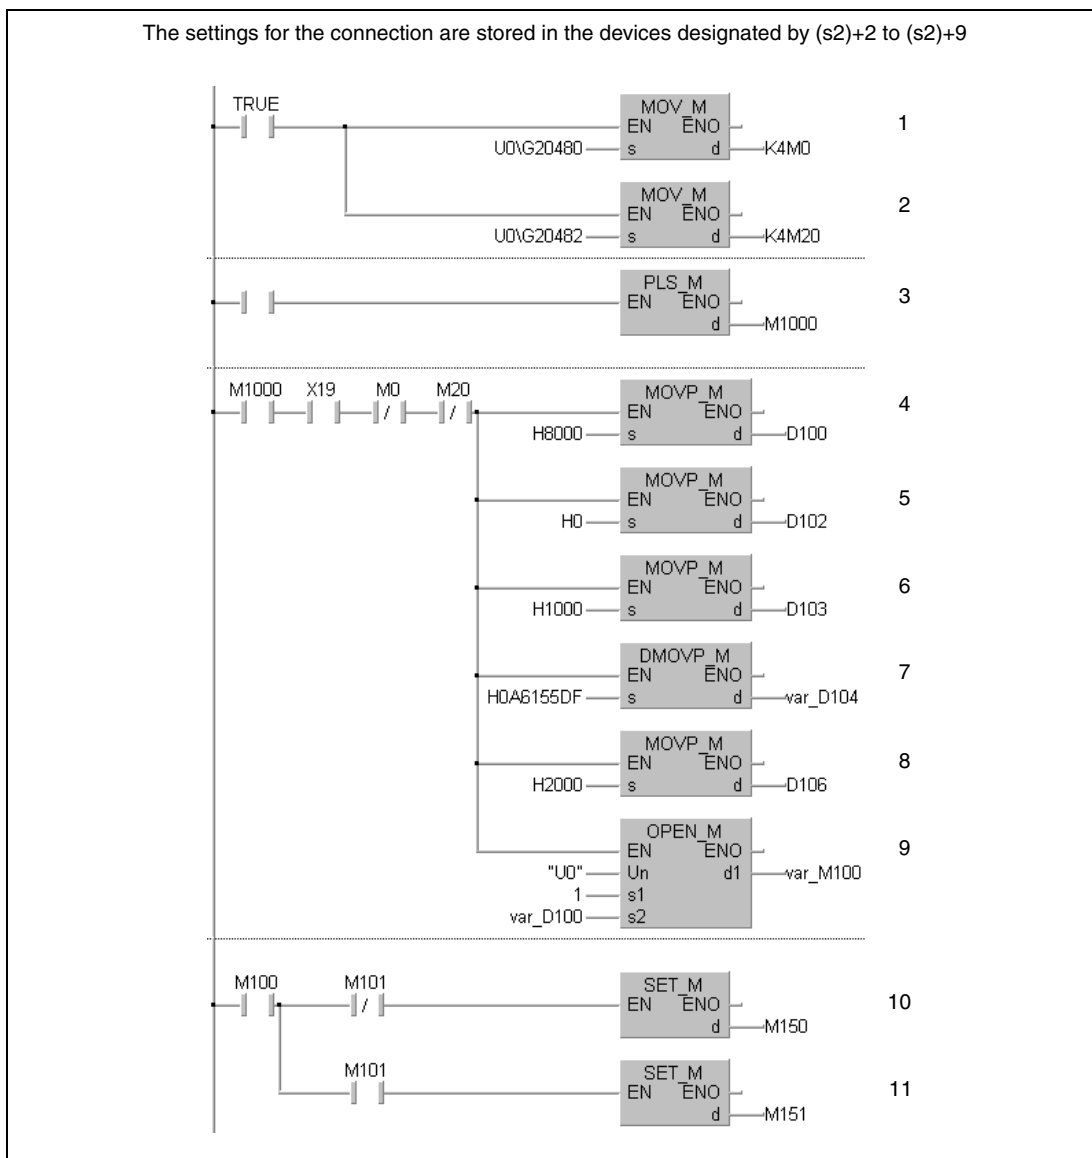 The settings for the connection are stored in the devices designated by (s2)+2 to (s2)+9
TRUE
MOV_M
EN ENO
1
U0\G20480 s d K4M0
MOV_M
EN ENO
2
U0\G20482 s d K4M20
PLS_M
EN ENO
3
d M1000
M1000 X19 M0 M20
MOVP_M
EN ENO
4
H8000 s d D100
MOVP_M
EN ENO
5
H0 s d D102
MOVP_M
EN ENO
6
H1000 s d D103
DMOVP_M
EN ENO
7
H0A6155DF s d var_D104
MOVP_M
EN ENO
8
H2000 s d D106
OPEN_M
EN ENO
9
"U0" Un d1 var_M100
1 s1
var_D100 s2
M100 M101
SET_M
EN ENO
10
d M150
M101
SET_M
EN ENO
11
d M151